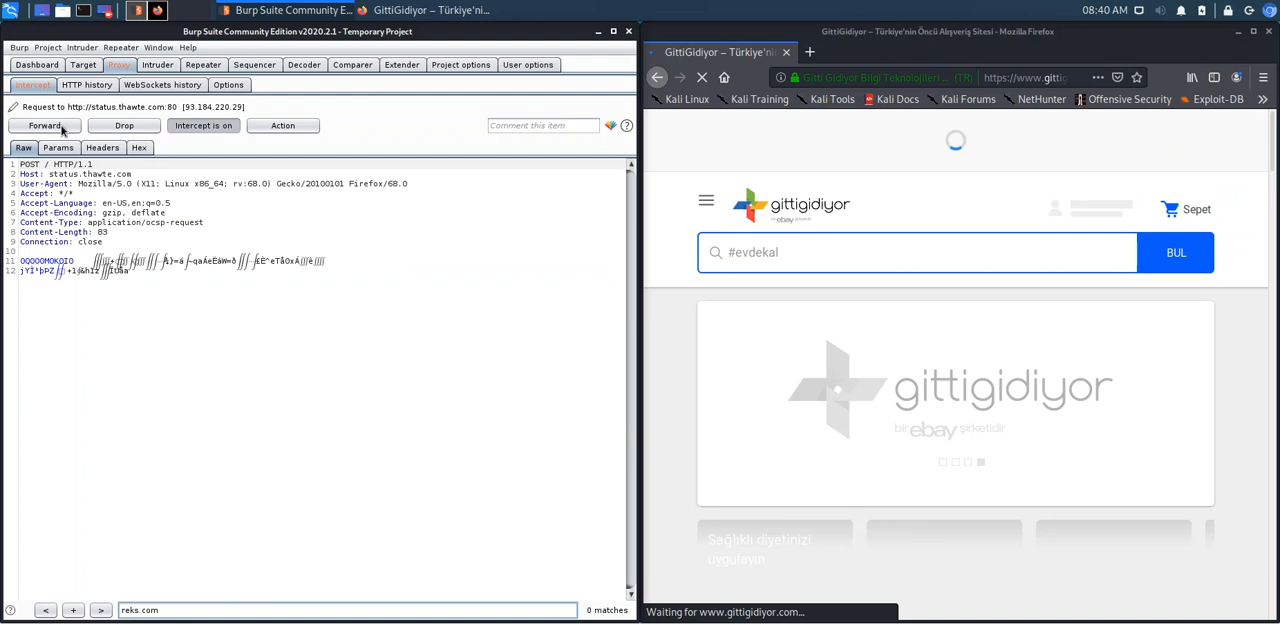 Burp Suite Community E...
GittiGidiyor – Türkiye'ni...
08:40 AM
Burp Suite Community Edition v2020.2.1 - Temporary Project
Burp Project Intruder Repeater Window Help
Dashboard Target Proxy Intruder Repeater Sequencer Decoder Comparer Extender Project options User options
Intercept HTTP history WebSockets history Options
Request to http://status.thawte.com:80 [93.184.220.29]
Forward Drop Intercept is on Action Comment this item
Raw Params Headers Hex
1 POST / HTTP/1.1
2 Host: status.thawte.com
3 User-Agent: Mozilla/5.0 (X11; Linux x86_64; rv:68.0) Gecko/20100101 Firefox/68.0
4 Accept: */*
5 Accept-Language: en-US,en;q=0.5
6 Accept-Encoding: gzip, deflate
7 Content-Type: application/ocsp-request
8 Content-Length: 83
9 Connection: close
10
11
12
reks.com
0 matches
GittiGidiyor – Türkiye'nin Öncü Alışveriş Sitesi - Mozilla Firefox
GittiGidiyor – Türkiye'nin
Gitti Gidiyor Bilgi Teknolojileri ... (TR) https://www.gittig
Kali Linux Kali Training Kali Tools Kali Docs Kali Forums NetHunter Offensive Security Exploit-DB
gittigidiyor
bir ebay şirketidir
Sepet
#evdekal
BUL
gittigidiyor
bir ebay şirketidir
Sağlıklı diyetinizi
uygulayın
Waiting for www.gittigidiyor.com...